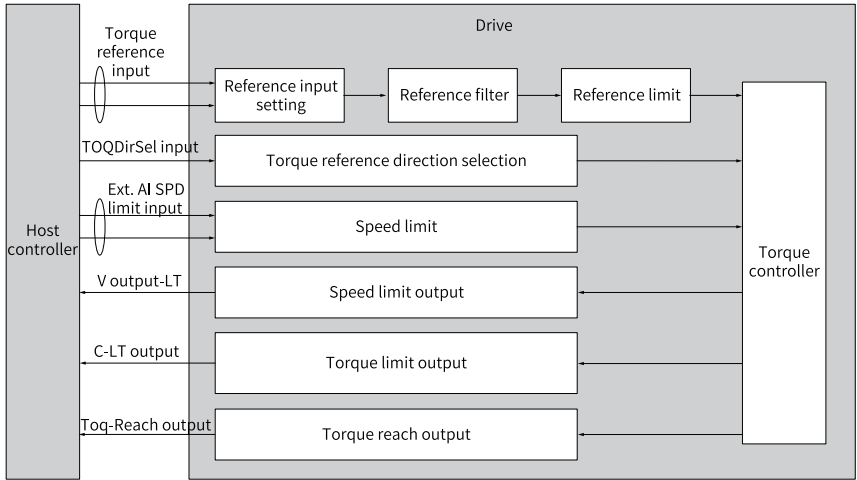 Drive
Torque
reference
input
Reference input
setting
Reference filter
Reference limit
TOQDirSel input
Torque reference direction selection
Ext. AI SPD
limit input
Speed limit
Host
controller
Torque
controller
V output-LT
Speed limit output
C-LT output
Torque limit output
Toq-Reach output
Torque reach output